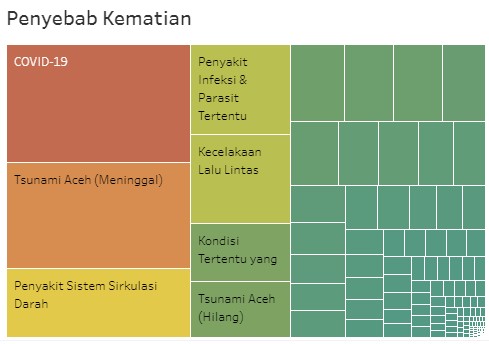 Penyebab Kematian
COVID-19
Tsunami Aceh (Meninggal)
Penyakit Sistem Sirkulasi
Darah
Penyakit
Infeksi &
Parasit
Tertentu
Kecelakaan
Lalu Lintas
Kondisi
Tertentu yang
Tsunami Aceh
(Hilang)